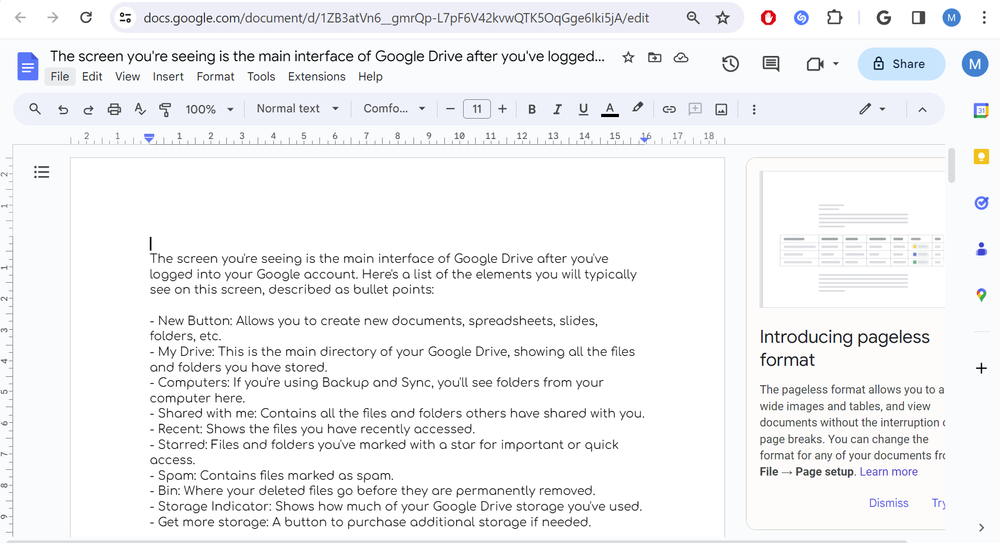 docs.google.com/document/d/1ZB3atVn6__gmrQp-L7pF6V42kvwQTK5OqGge6Iki5jA/edit
M
The screen you're seeing is the main interface of Google Drive after you've logged...
Share
M
File Edit View Insert Format Tools Extensions Help
100% Normal text Comfo... 11 B I U A
31
2 1 1 2 3 4 5 6 7 8 9 10 11 12 13 14 15 16 17 18
2
1
1
2
3
4
5
6
7
8
9
The screen you're seeing is the main interface of Google Drive after you've
logged into your Google account. Here's a list of the elements you will typically
see on this screen, described as bullet points:
- New Button: Allows you to create new documents, spreadsheets, slides,
folders, etc.
- My Drive: This is the main directory of your Google Drive, showing all the files
and folders you have stored.
- Computers: If you're using Backup and Sync, you'll see folders from your
computer here.
- Shared with me: Contains all the files and folders others have shared with you.
- Recent: Shows the files you have recently accessed.
- Starred: Files and folders you've marked with a star for important or quick
access.
- Spam: Contains files marked as spam.
- Bin: Where your deleted files go before they are permanently removed.
- Storage Indicator: Shows how much of your Google Drive storage you've used.
- Get more storage: A button to purchase additional storage if needed.
Introducing pageless
format
The pageless format allows you to a
wide images and tables, and view
documents without the interruption
page breaks. You can change the
format for any of your documents
File → Page setup. Learn more
Dismiss Try